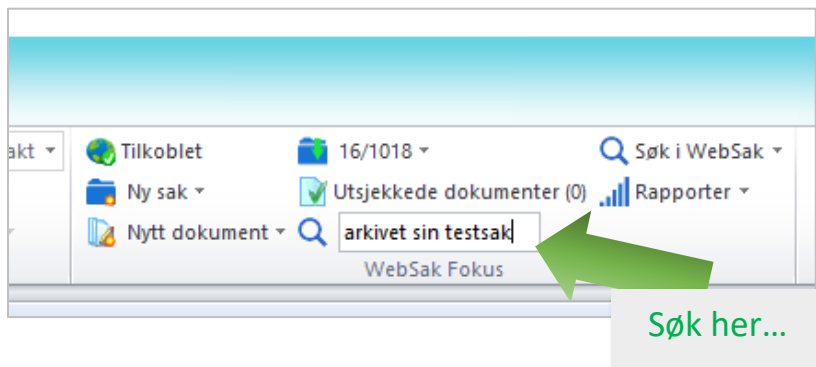 akt Tilkoblet 16/1018 Søk i WebSak
Ny sak Utsjekkede dokumenter (0) Rapporter
Nytt dokument arkivet sin testsak
WebSak Fokus
Søk her...